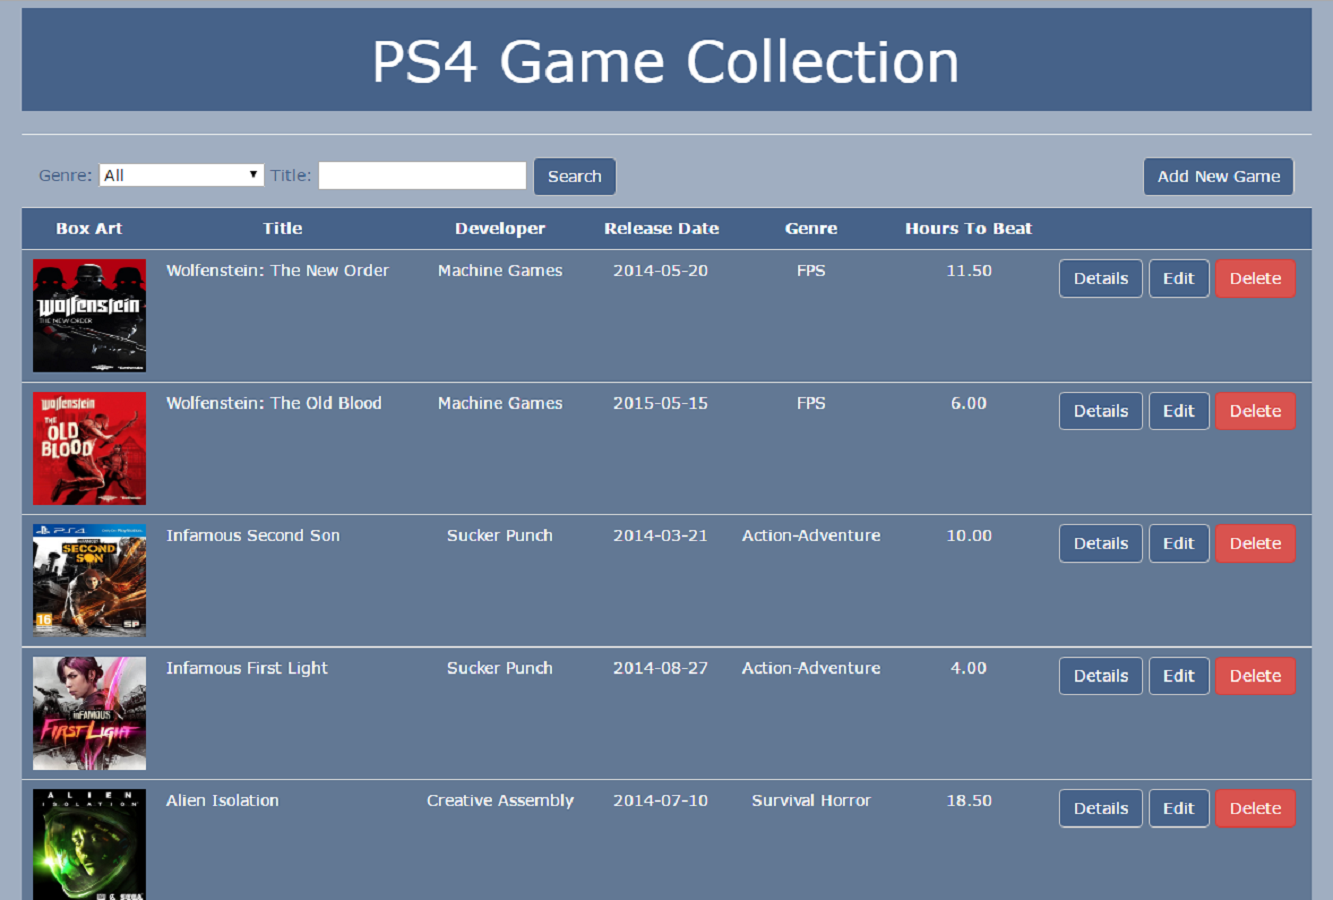 PS4 Game Collection
Genre: All Title: Search Add New Game
Box Art Title Developer Release Date Genre Hours To Beat
Wolfenstein: The New Order Machine Games 2014-05-20 FPS 11.50 Details Edit Delete
Wolfenstein
THE NEW ORDER
Wolfenstein: The Old Blood Machine Games 2015-05-15 FPS 6.00 Details Edit Delete
Wolfenstein
THE
OLD
BLOOD
Infamous Second Son Sucker Punch 2014-03-21 Action-Adventure 10.00 Details Edit Delete
PS4
SECOND
SON
16 SP
Infamous First Light Sucker Punch 2014-08-27 Action-Adventure 4.00 Details Edit Delete
inFAMOUS
FIRST LIGHT
Alien Isolation Creative Assembly 2014-07-10 Survival Horror 18.50 Details Edit Delete
ALIEN
ISOLATION
SEGA